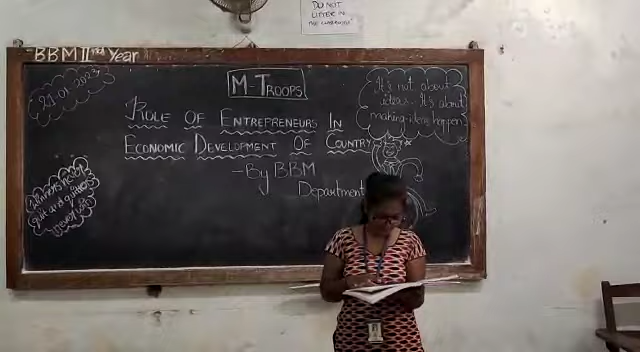 DO NOT
LITTER IN
BBM IInd Year
21.01.2023
M-TROOPS
ROLE OF ENTREPRENEURS IN
ECONOMIC DEVELOPMENT OF COUNTRY
-By BBM
Department
It's not about
ideas. It's about
making ideas happen
Winners never
quit and quitters
never win